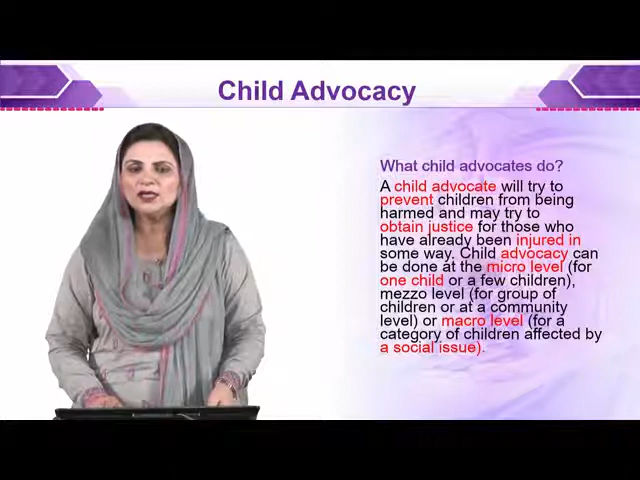 Child Advocacy
What child advocates do?
A child advocate will try to
prevent children from being
harmed and may try to
obtain justice for those who
have already been injured in
some way. Child advocacy can
be done at the micro level (for
one child or a few children),
mezzo level (for group of
children or at a community
level) or macro level (for a
category of children affected by
a social issue).